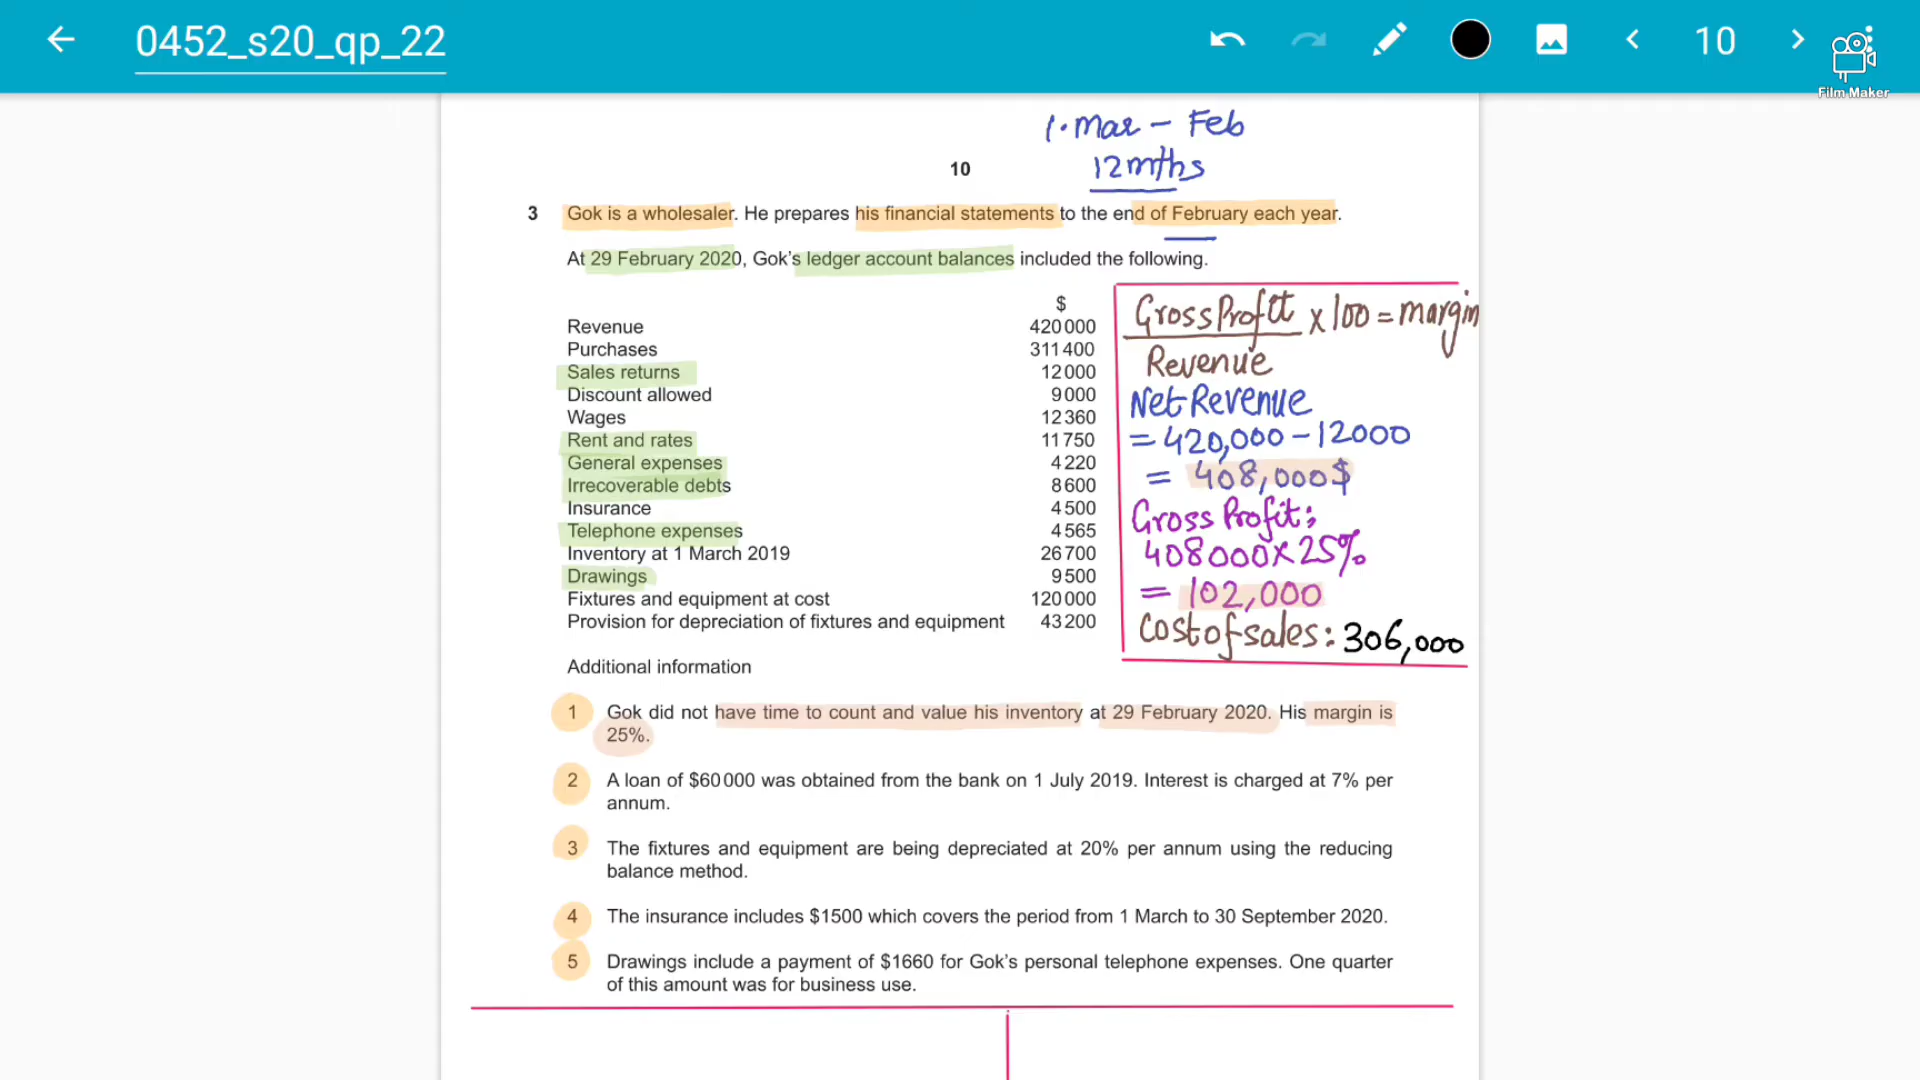 0452_s20_qp_22
10
Film Maker
1. Mar - Feb
12 mths
10
3 Gok is a wholesaler. He prepares his financial statements to the end of February each year.
At 29 February 2020, Gok's ledger account balances included the following.
$
Revenue 420 000
Purchases 311 400
Sales returns 12 000
Discount allowed 9 000
Wages 12 360
Rent and rates 11 750
General expenses 4 220
Irrecoverable debts 8 600
Insurance 4 500
Telephone expenses 4 565
Inventory at 1 March 2019 26 700
Drawings 9 500
Fixtures and equipment at cost 120 000
Provision for depreciation of fixtures and equipment 43 200
Gross Profit x 100 = margin
Revenue
Net Revenue
= 420,000 - 12000
= 408,000$
Gross Profit:
408000 x 25%
= 102,000
Cost of sales: 306,000
Additional information
1 Gok did not have time to count and value his inventory at 29 February 2020. His margin is
25%.
2 A loan of $60 000 was obtained from the bank on 1 July 2019. Interest is charged at 7% per
annum.
3 The fixtures and equipment are being depreciated at 20% per annum using the reducing
balance method.
4 The insurance includes $1500 which covers the period from 1 March to 30 September 2020.
5 Drawings include a payment of $1660 for Gok's personal telephone expenses. One quarter
of this amount was for business use.